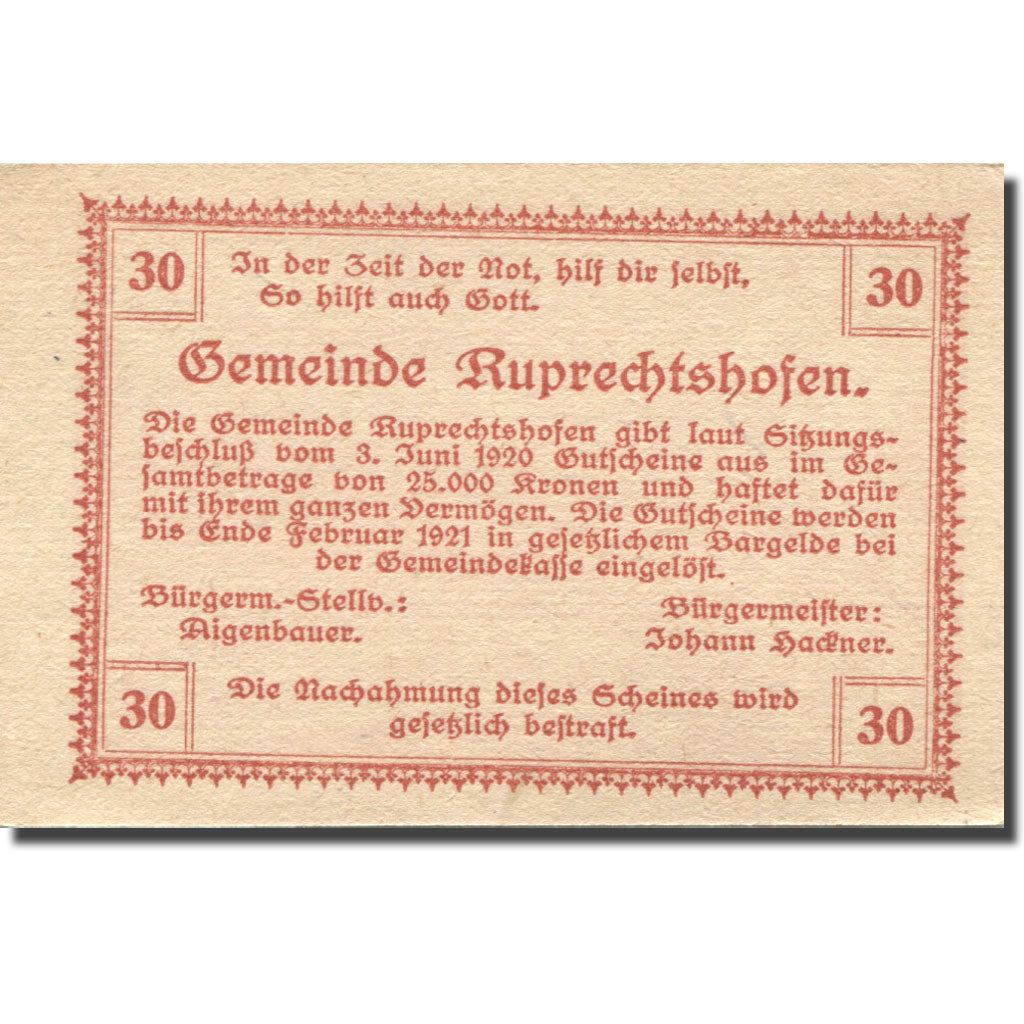 30 In der Zeit der Not, hilf dir selbst, 30
So hilft auch Gott.
Gemeinde Ruprechtshofen.
Die Gemeinde Ruprechtshofen gibt laut Sitzungs-
beschluß vom 3. Juni 1920 Gutscheine aus im Ge-
samtbetrage von 25.000 Kronen und haftet dafür
mit ihrem ganzen Vermögen. Die Gutscheine werden
bis Ende Februar 1921 in gesetzlichem Bargelde bei
der Gemeindekasse eingelöst.
Bürgerm.-Stellv.: Bürgermeister:
Aigenbauer. Johann Hackner.
30 Die Nachahmung dieses Scheines wird 30
gesetzlich bestraft.